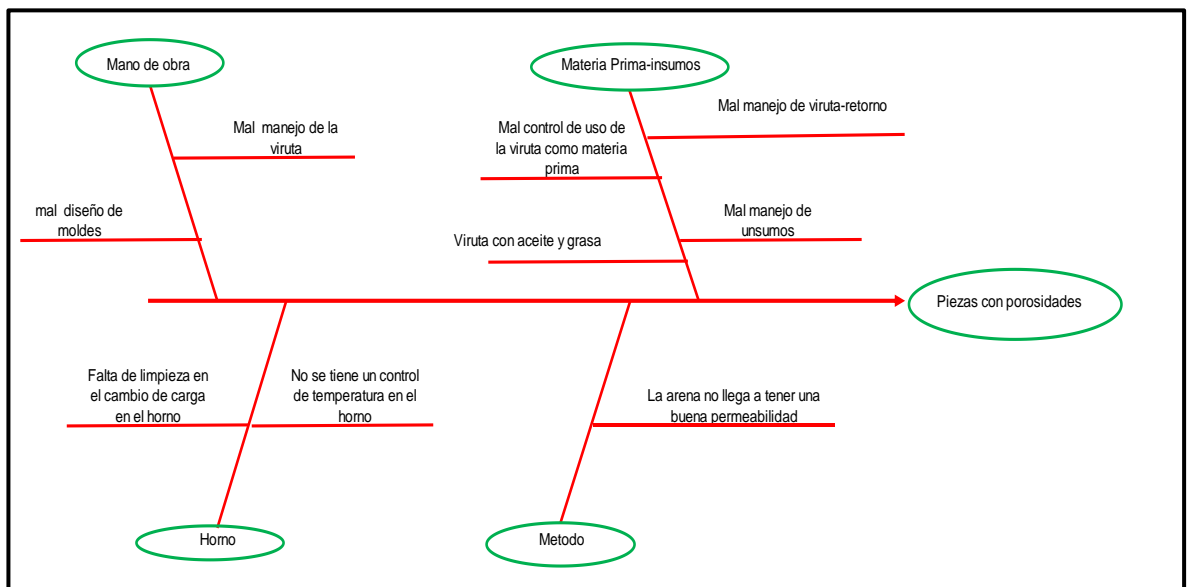 Mano de obra
Mal manejo de la
viruta
mal diseño de
moldes
Materia Prima-insumos
Mal manejo de viruta-retorno
Mal control de uso de
la viruta como materia
prima
Mal manejo de
unsumos
Viruta con aceite y grasa
Piezas con porosidades
Falta de limpieza en
el cambio de carga
en el horno
No se tiene un control
de temperatura en el
horno
La arena no llega a tener una
buena permeabilidad
Horno
Metodo